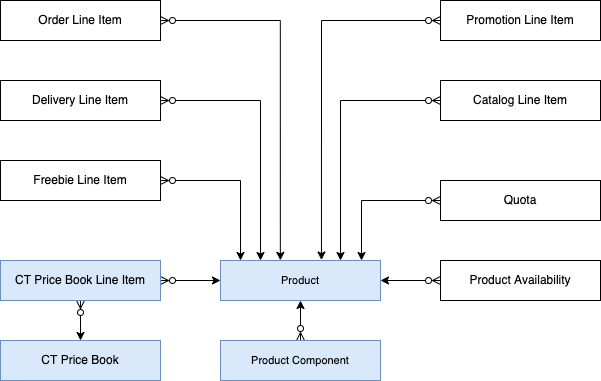 Order Line Item
Promotion Line Item
Delivery Line Item
Catalog Line Item
Freebie Line Item
Quota
CT Price Book Line Item
Product
Product Availability
CT Price Book
Product Component